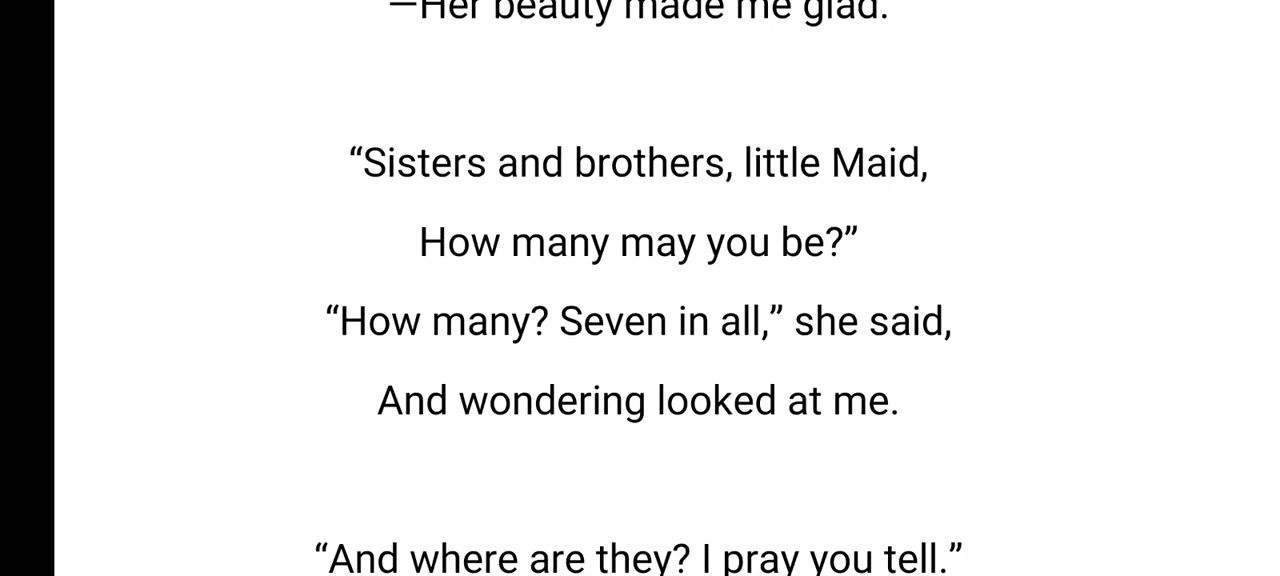 —Her beauty made me glad.
“Sisters and brothers, little Maid,
How many may you be?”
“How many? Seven in all,” she said,
And wondering looked at me.
“And where are they? I pray you tell.”